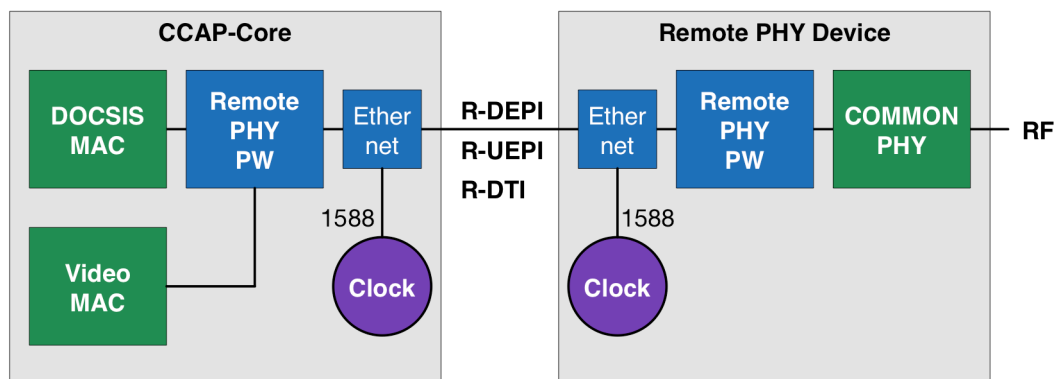 CCAP-Core
DOCSIS
MAC
Remote
PHY
PW
Ether
net
Video
MAC
1588
Clock
R-DEPI
R-UEPI
R-DTI
Remote PHY Device
Ether
net
Remote
PHY
PW
COMMON
PHY
RF
1588
Clock